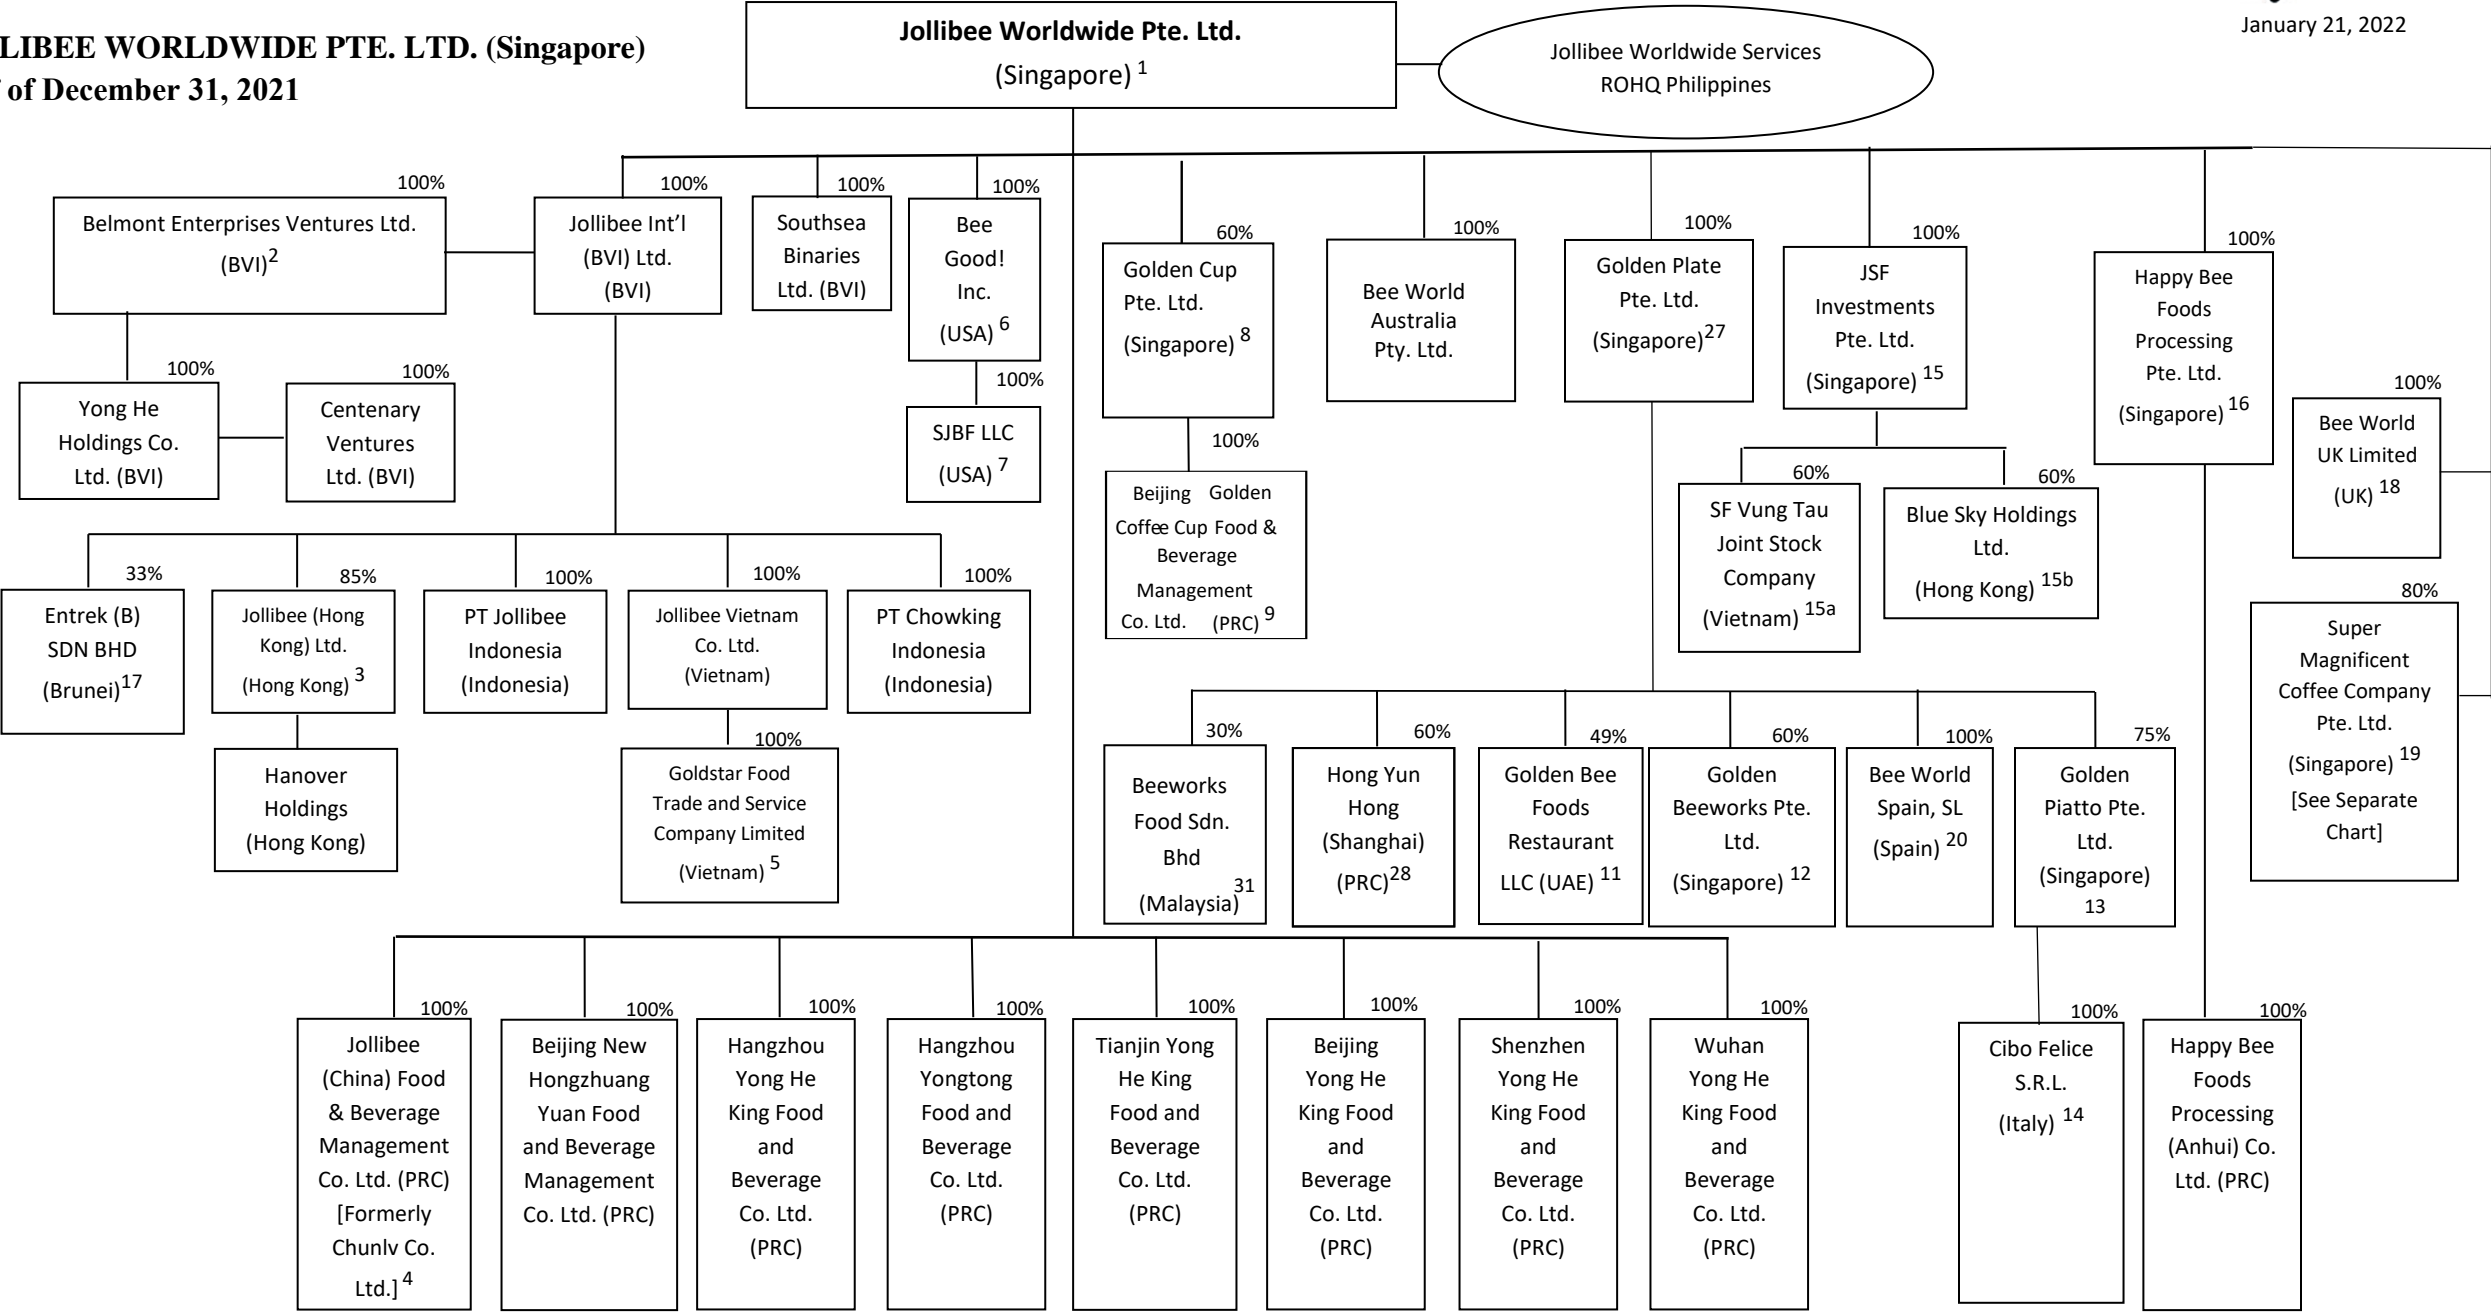 January 21, 2022
LIBEE WORLDWIDE PTE. LTD. (Singapore)
of December 31, 2021
Jollibee Worldwide Pte. Ltd.
(Singapore) 1
Jollibee Worldwide Services
ROHQ Philippines
100%
Belmont Enterprises Ventures Ltd.
(BVI)2
100%
Jollibee Int’l
(BVI) Ltd.
(BVI)
100%
Southsea
Binaries
Ltd. (BVI)
100%
Bee
Good!
Inc.
(USA) 6
60%
Golden Cup
Pte. Ltd.
(Singapore) 8
100%
Bee World
Australia
Pty. Ltd.
100%
Golden Plate
Pte. Ltd.
(Singapore)27
100%
JSF
Investments
Pte. Ltd.
(Singapore) 15
100%
Happy Bee
Foods
Processing
Pte. Ltd.
(Singapore) 16
100%
Yong He
Holdings Co.
Ltd. (BVI)
100%
Centenary
Ventures
Ltd. (BVI)
100%
SJBF LLC
(USA) 7
100%
Beijing Golden
Coffee Cup Food &
Beverage
Management
Co. Ltd. (PRC) 9
60%
SF Vung Tau
Joint Stock
Company
(Vietnam) 15a
60%
Blue Sky Holdings
Ltd.
(Hong Kong) 15b
100%
Bee World
UK Limited
(UK) 18
80%
Super
Magnificent
Coffee Company
Pte. Ltd.
(Singapore) 19
[See Separate
Chart]
33%
Entrek (B)
SDN BHD
(Brunei)17
85%
Jollibee (Hong
Kong) Ltd.
(Hong Kong) 3
100%
PT Jollibee
Indonesia
(Indonesia)
100%
Jollibee Vietnam
Co. Ltd.
(Vietnam)
100%
PT Chowking
Indonesia
(Indonesia)
Hanover
Holdings
(Hong Kong)
100%
Goldstar Food
Trade and Service
Company Limited
(Vietnam) 5
30%
Beeworks
Food Sdn.
Bhd
(Malaysia)31
60%
Hong Yun
Hong
(Shanghai)
(PRC)28
49%
Golden Bee
Foods
Restaurant
LLC (UAE) 11
60%
Golden
Beeworks Pte.
Ltd.
(Singapore) 12
100%
Bee World
Spain, SL
(Spain) 20
75%
Golden
Piatto Pte.
Ltd.
(Singapore)
13
100%
Jollibee
(China) Food
& Beverage
Management
Co. Ltd. (PRC)
[Formerly
Chunlv Co.
Ltd.] 4
100%
Beijing New
Hongzhuang
Yuan Food
and Beverage
Management
Co. Ltd. (PRC)
100%
Hangzhou
Yong He
King Food
and
Beverage
Co. Ltd.
(PRC)
100%
Hangzhou
Yongtong
Food and
Beverage
Co. Ltd.
(PRC)
100%
Tianjin Yong
He King
Food and
Beverage
Co. Ltd.
(PRC)
100%
Beijing
Yong He
King Food
and
Beverage
Co. Ltd.
(PRC)
100%
Shenzhen
Yong He
King Food
and
Beverage
Co. Ltd.
(PRC)
100%
Wuhan
Yong He
King Food
and
Beverage
Co. Ltd.
(PRC)
100%
Cibo Felice
S.R.L.
(Italy) 14
100%
Happy Bee
Foods
Processing
(Anhui) Co.
Ltd. (PRC)